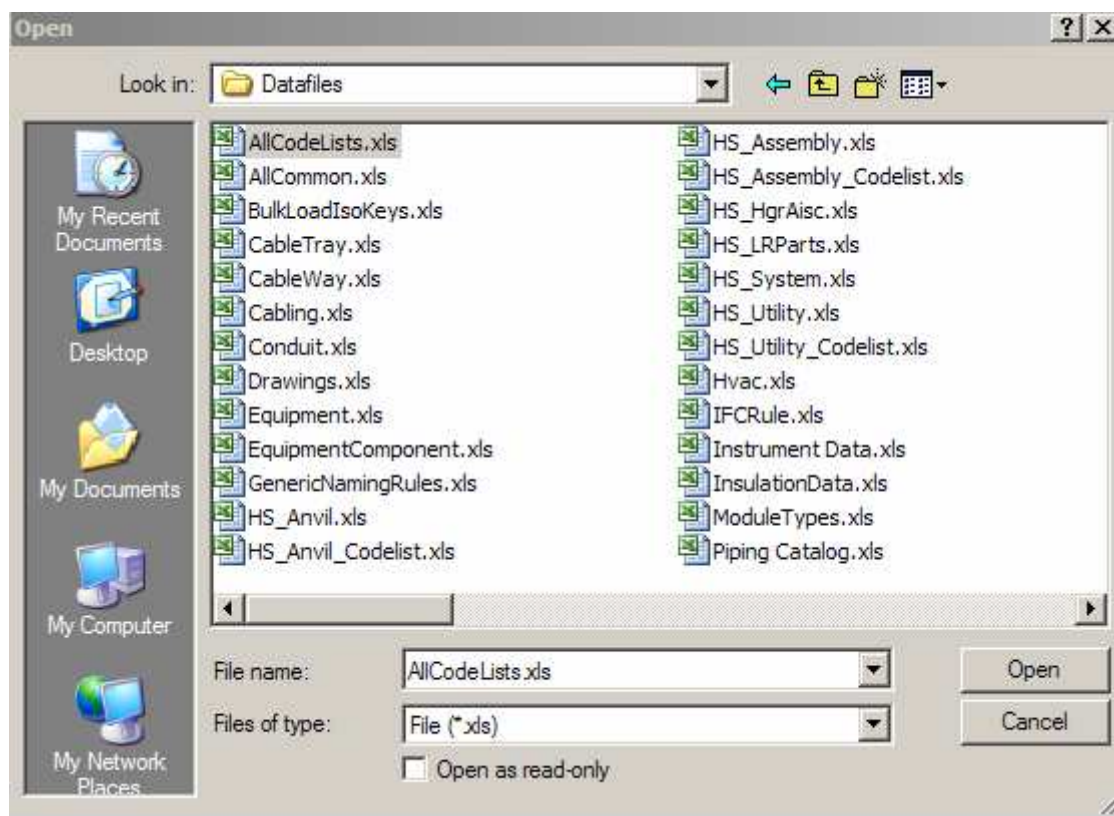 Open
Look in:
Datafiles
My Recent
Documents
Desktop
My Documents
My Computer
My Network
Places
AllCodeLists.xls
AllCommon.xls
BulkLoadIsoKeys.xls
CableTray.xls
CableWay.xls
Cabling.xls
Conduit.xls
Drawings.xls
Equipment.xls
EquipmentComponent.xls
GenericNamingRules.xls
HS_Anvil.xls
HS_Anvil_Codelist.xls
HS_Assembly.xls
HS_Assembly_Codelist.xls
HS_HgrAisc.xls
HS_LRParts.xls
HS_System.xls
HS_Utility.xls
HS_Utility_Codelist.xls
Hvac.xls
IFCRule.xls
Instrument Data.xls
InsulationData.xls
ModuleTypes.xls
Piping Catalog.xls
File name:
AllCodeLists.xls
Open
Files of type:
File (*.xls)
Cancel
Open as read-only